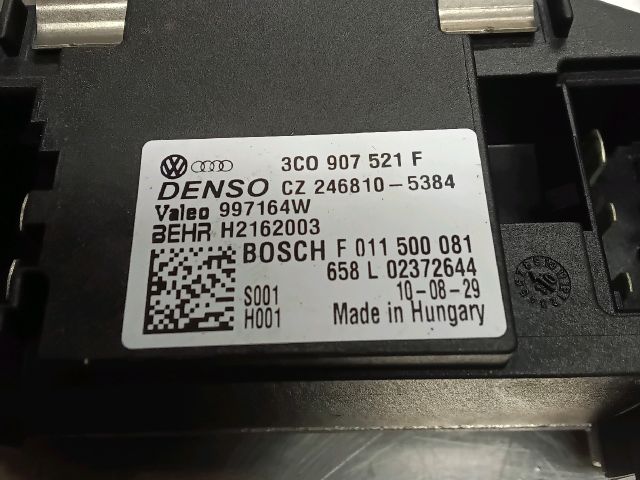 3C0 907 521 F
DENSO CZ 246810-5384
Valeo 997164W
BEHR H2162003
BOSCH F 011 500 081
658 L 02372644
S001 10-08-29
H001 Made in Hungary